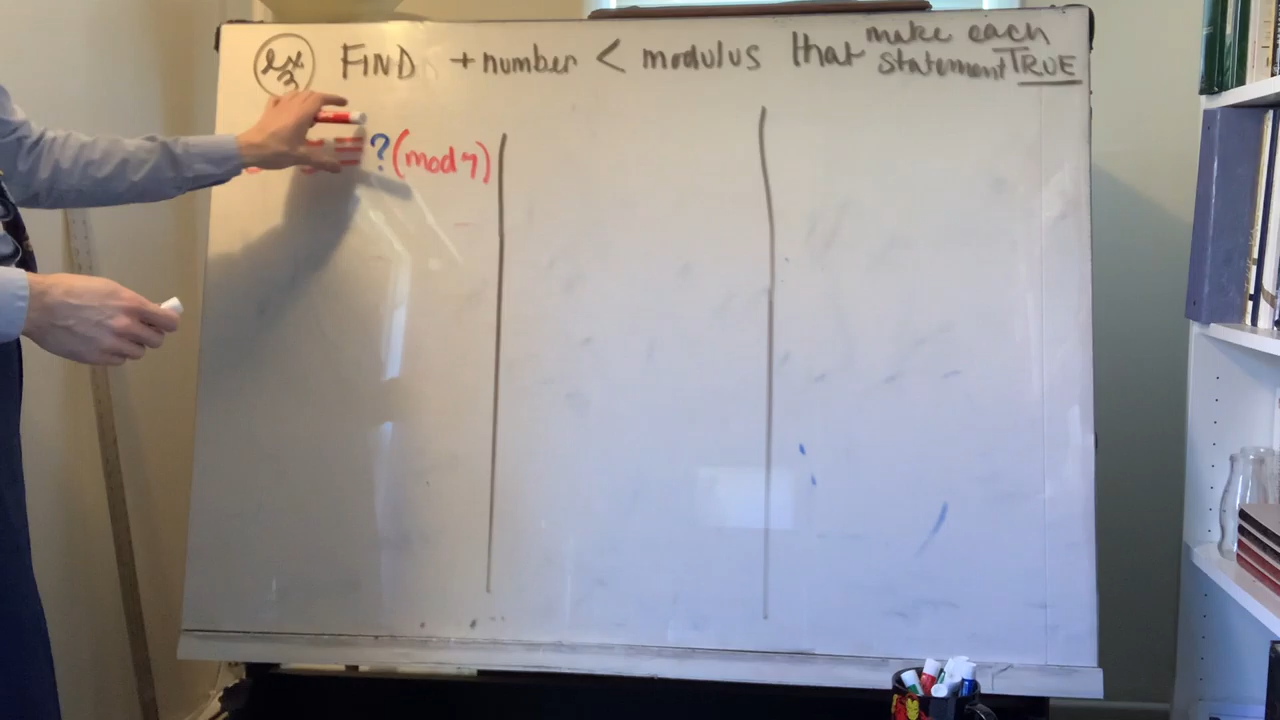 Ex 3 FIND + number < modulus that make each statement TRUE
≡ ? (mod 7)